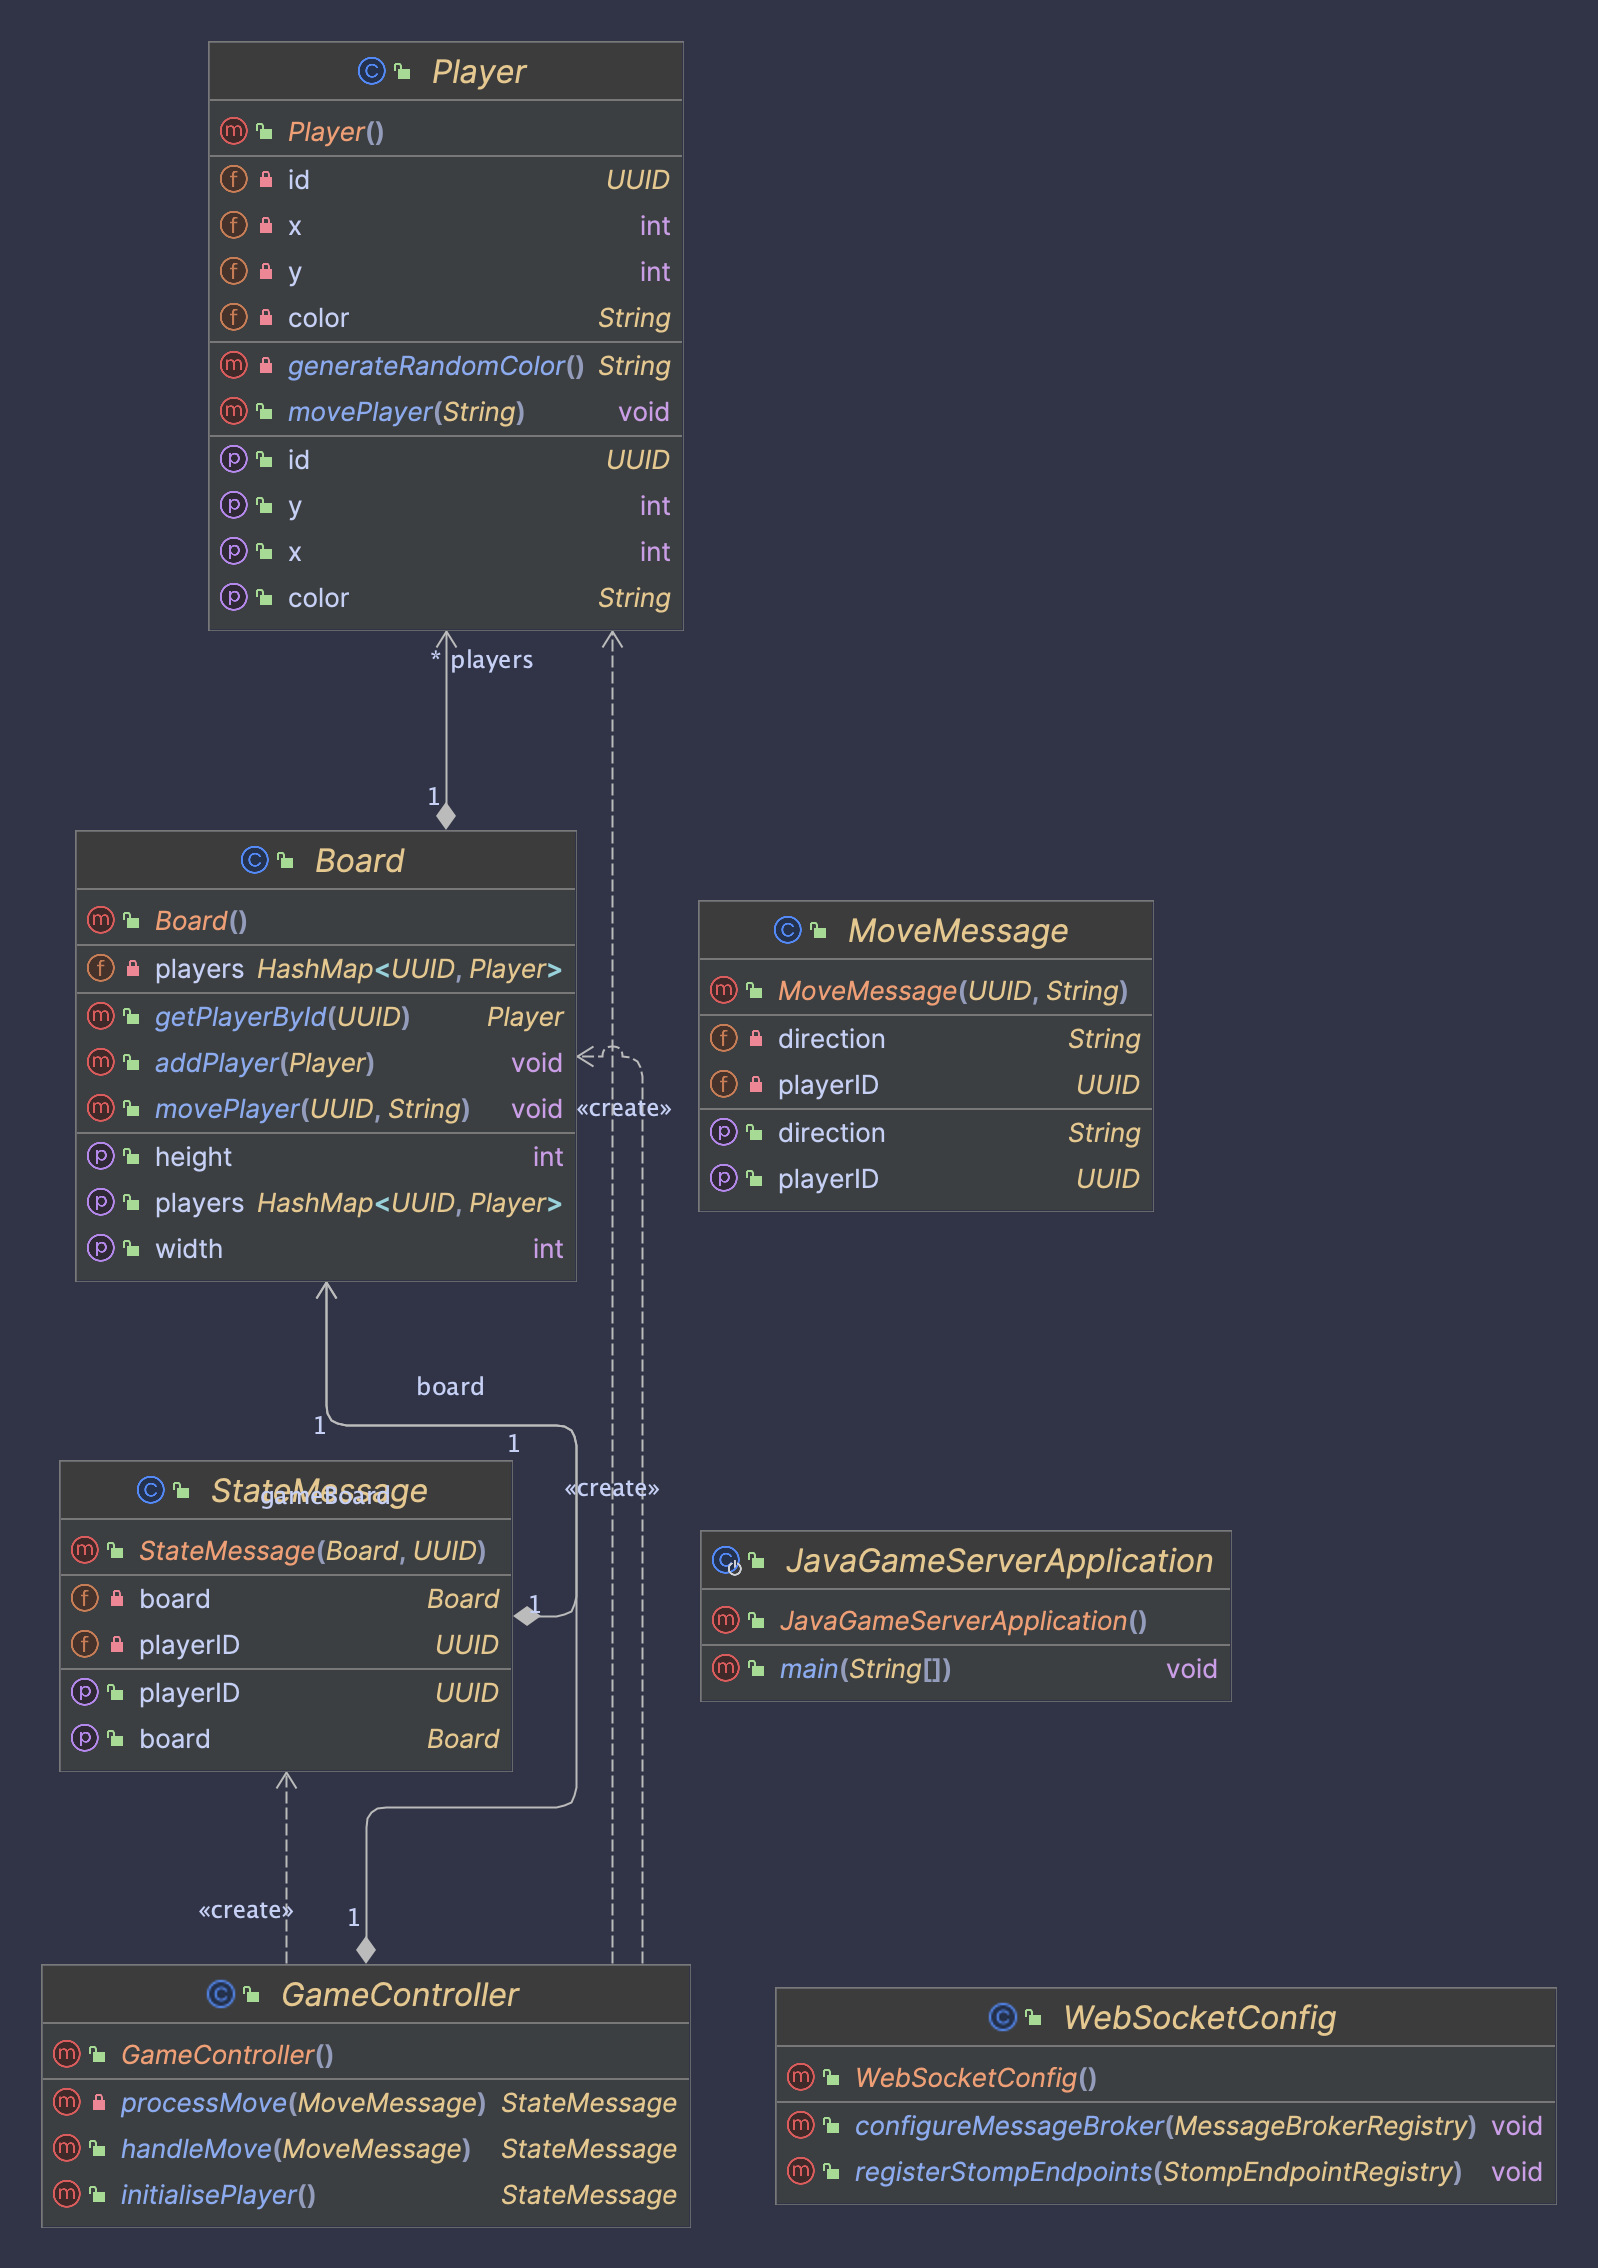 Player
Player()
id UUID
x int
y int
color String
generateRandomColor() String
movePlayer(String) void
id UUID
y int
x int
color String
* players
1
Board
Board()
players HashMap<UUID, Player>
getPlayerById(UUID) Player
addPlayer(Player) void
movePlayer(UUID, String) void
height int
players HashMap<UUID, Player>
width int
«create»
MoveMessage
MoveMessage(UUID, String)
direction String
playerID UUID
direction String
playerID UUID
board
1
1
StateMessage
gameBoard
StateMessage(Board, UUID)
board Board
playerID UUID
playerID UUID
board Board
«create»
1
JavaGameServerApplication
JavaGameServerApplication()
main(String[]) void
«create»
1
GameController
GameController()
processMove(MoveMessage) StateMessage
handleMove(MoveMessage) StateMessage
initialisePlayer() StateMessage
WebSocketConfig
WebSocketConfig()
configureMessageBroker(MessageBrokerRegistry) void
registerStompEndpoints(StompEndpointRegistry) void